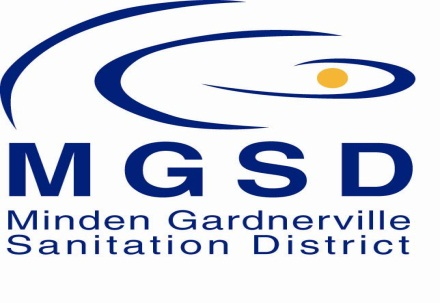 MGSD
Minden Gardnerville
Sanitation District